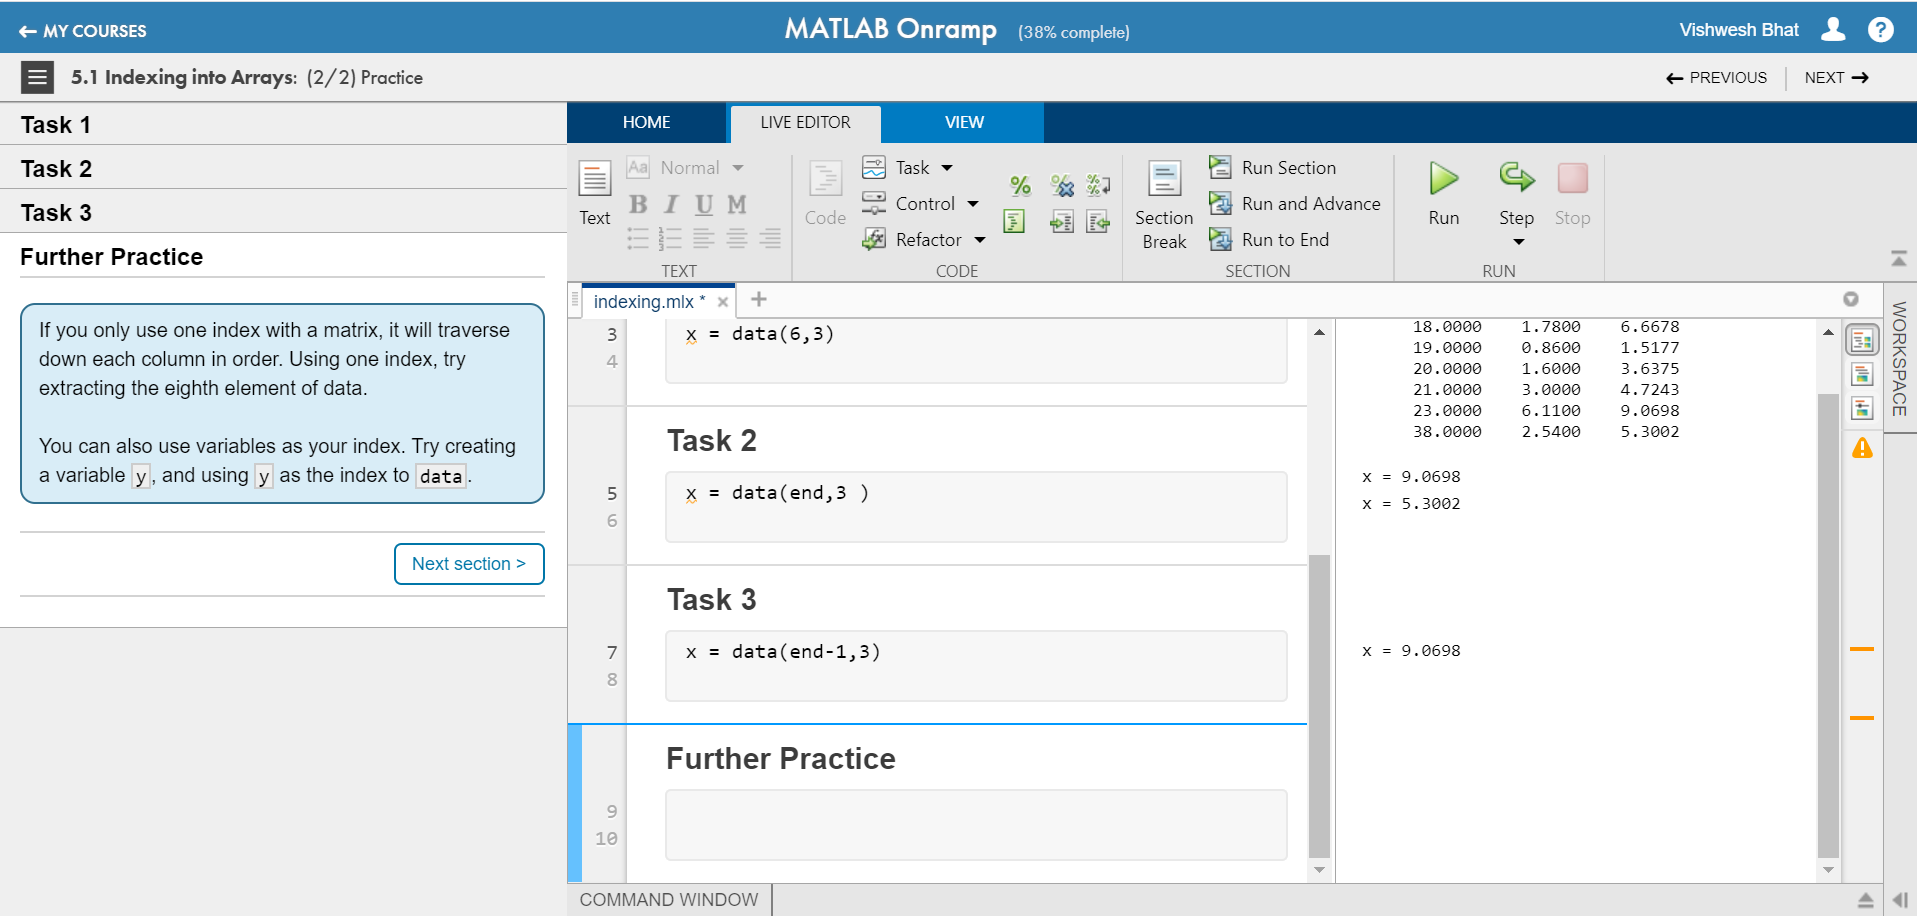 MY COURSES
MATLAB Onramp (38% complete)
Vishwesh Bhat
?
5.1 Indexing into Arrays: (2/2) Practice
PREVIOUS
NEXT
Task 1
Task 2
Task 3
Further Practice
If you only use one index with a matrix, it will traverse
down each column in order. Using one index, try
extracting the eighth element of data.
You can also use variables as your index. Try creating
a variable y, and using y as the index to data.
Next section >
HOME
LIVE EDITOR
VIEW
Text
Aa Normal
B I U M
TEXT
Code
Task
Control
Refactor
CODE
Section
Break
Run Section
Run and Advance
Run to End
SECTION
Run
Step
Stop
RUN
indexing.mlx *
3 x = data(6,3)
4
Task 2
5 x = data(end,3 )
6
Task 3
7 x = data(end-1,3)
8
Further Practice
9
10
18.0000 1.7800 6.6678
19.0000 0.8600 1.5177
20.0000 1.6000 3.6375
21.0000 3.0000 4.7243
23.0000 6.1100 9.0698
38.0000 2.5400 5.3002
x = 9.0698
x = 5.3002
x = 9.0698
WORKSPACE
COMMAND WINDOW